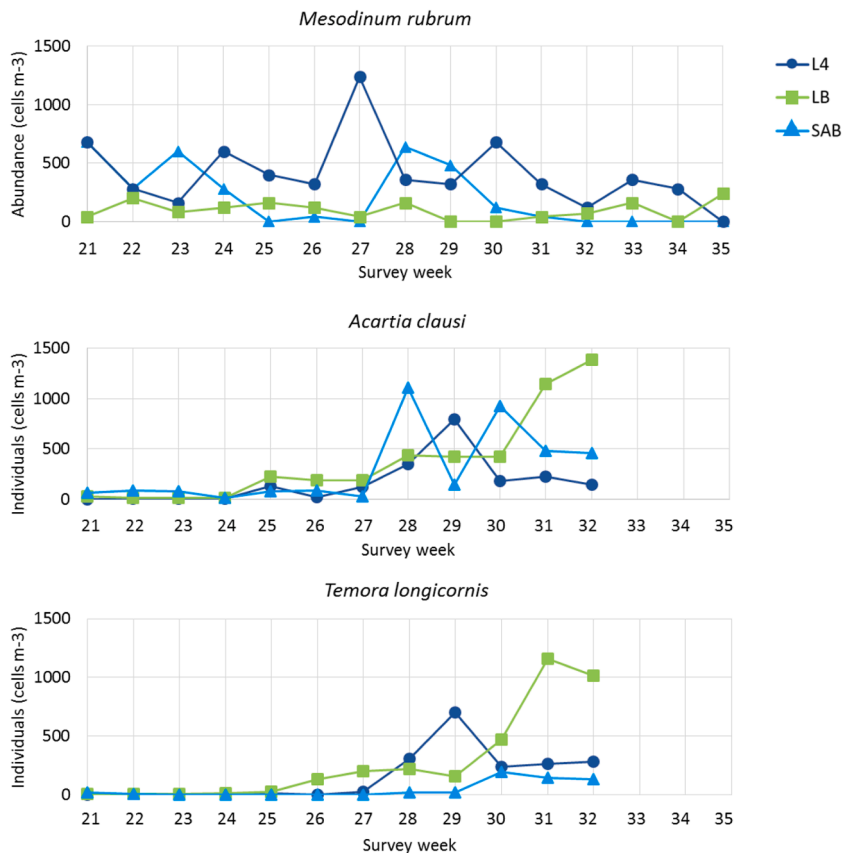 Mesodinum rubrum
1500
1000
500
0
Abundance (cells m-3)
21 22 23 24 25 26 27 28 29 30 31 32 33 34 35
Survey week
L4
LB
SAB
Acartia clausi
1500
1000
500
0
Individuals (cells m-3)
21 22 23 24 25 26 27 28 29 30 31 32 33 34 35
Survey week
Temora longicornis
1500
1000
500
0
Individuals (cells m-3)
21 22 23 24 25 26 27 28 29 30 31 32 33 34 35
Survey week